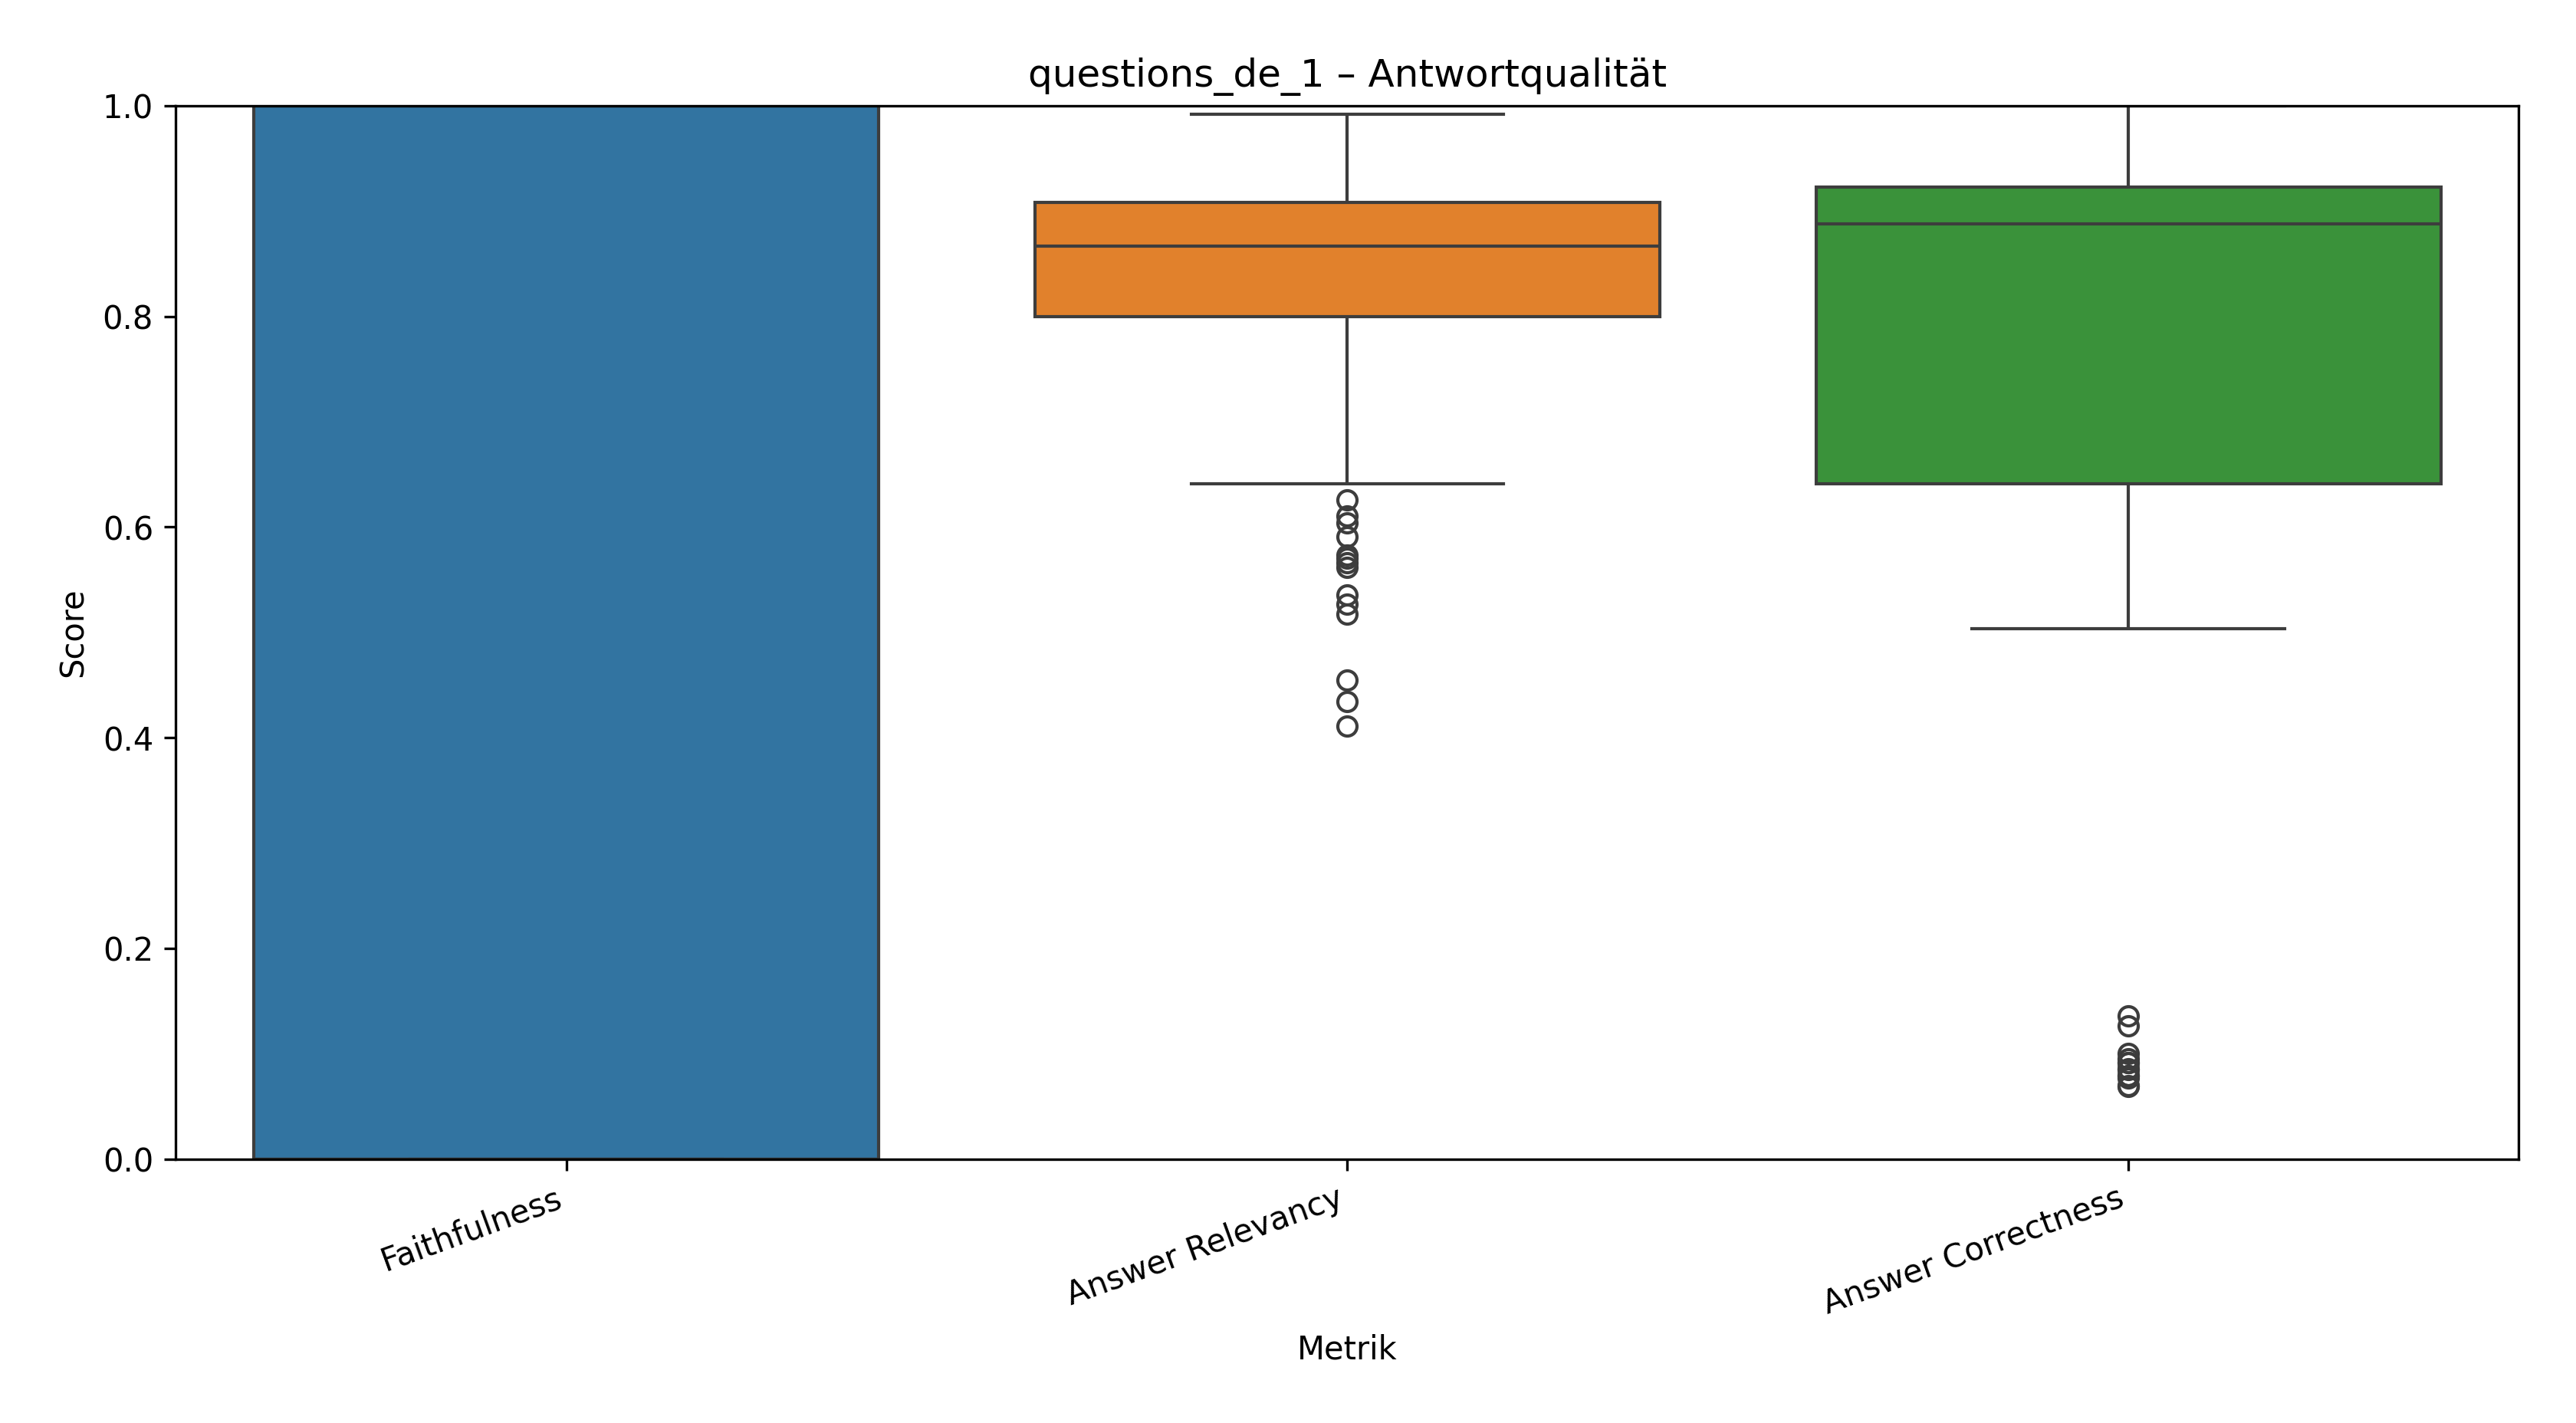 questions_de_1 – Antwortqualität
1.0
0.8
0.6
0.4
0.2
0.0
Score
Faithfulness
Answer Relevancy
Answer Correctness
Metrik